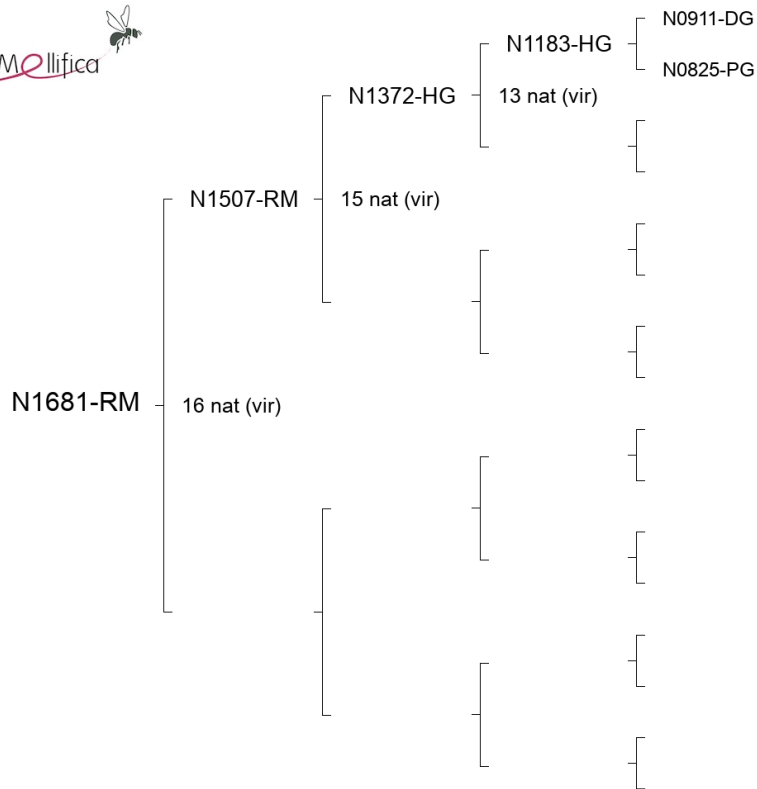 Mellifica
N0911-DG
N1183-HG
N0825-PG
N1372-HG
13 nat (vir)
N1507-RM
15 nat (vir)
N1681-RM
16 nat (vir)